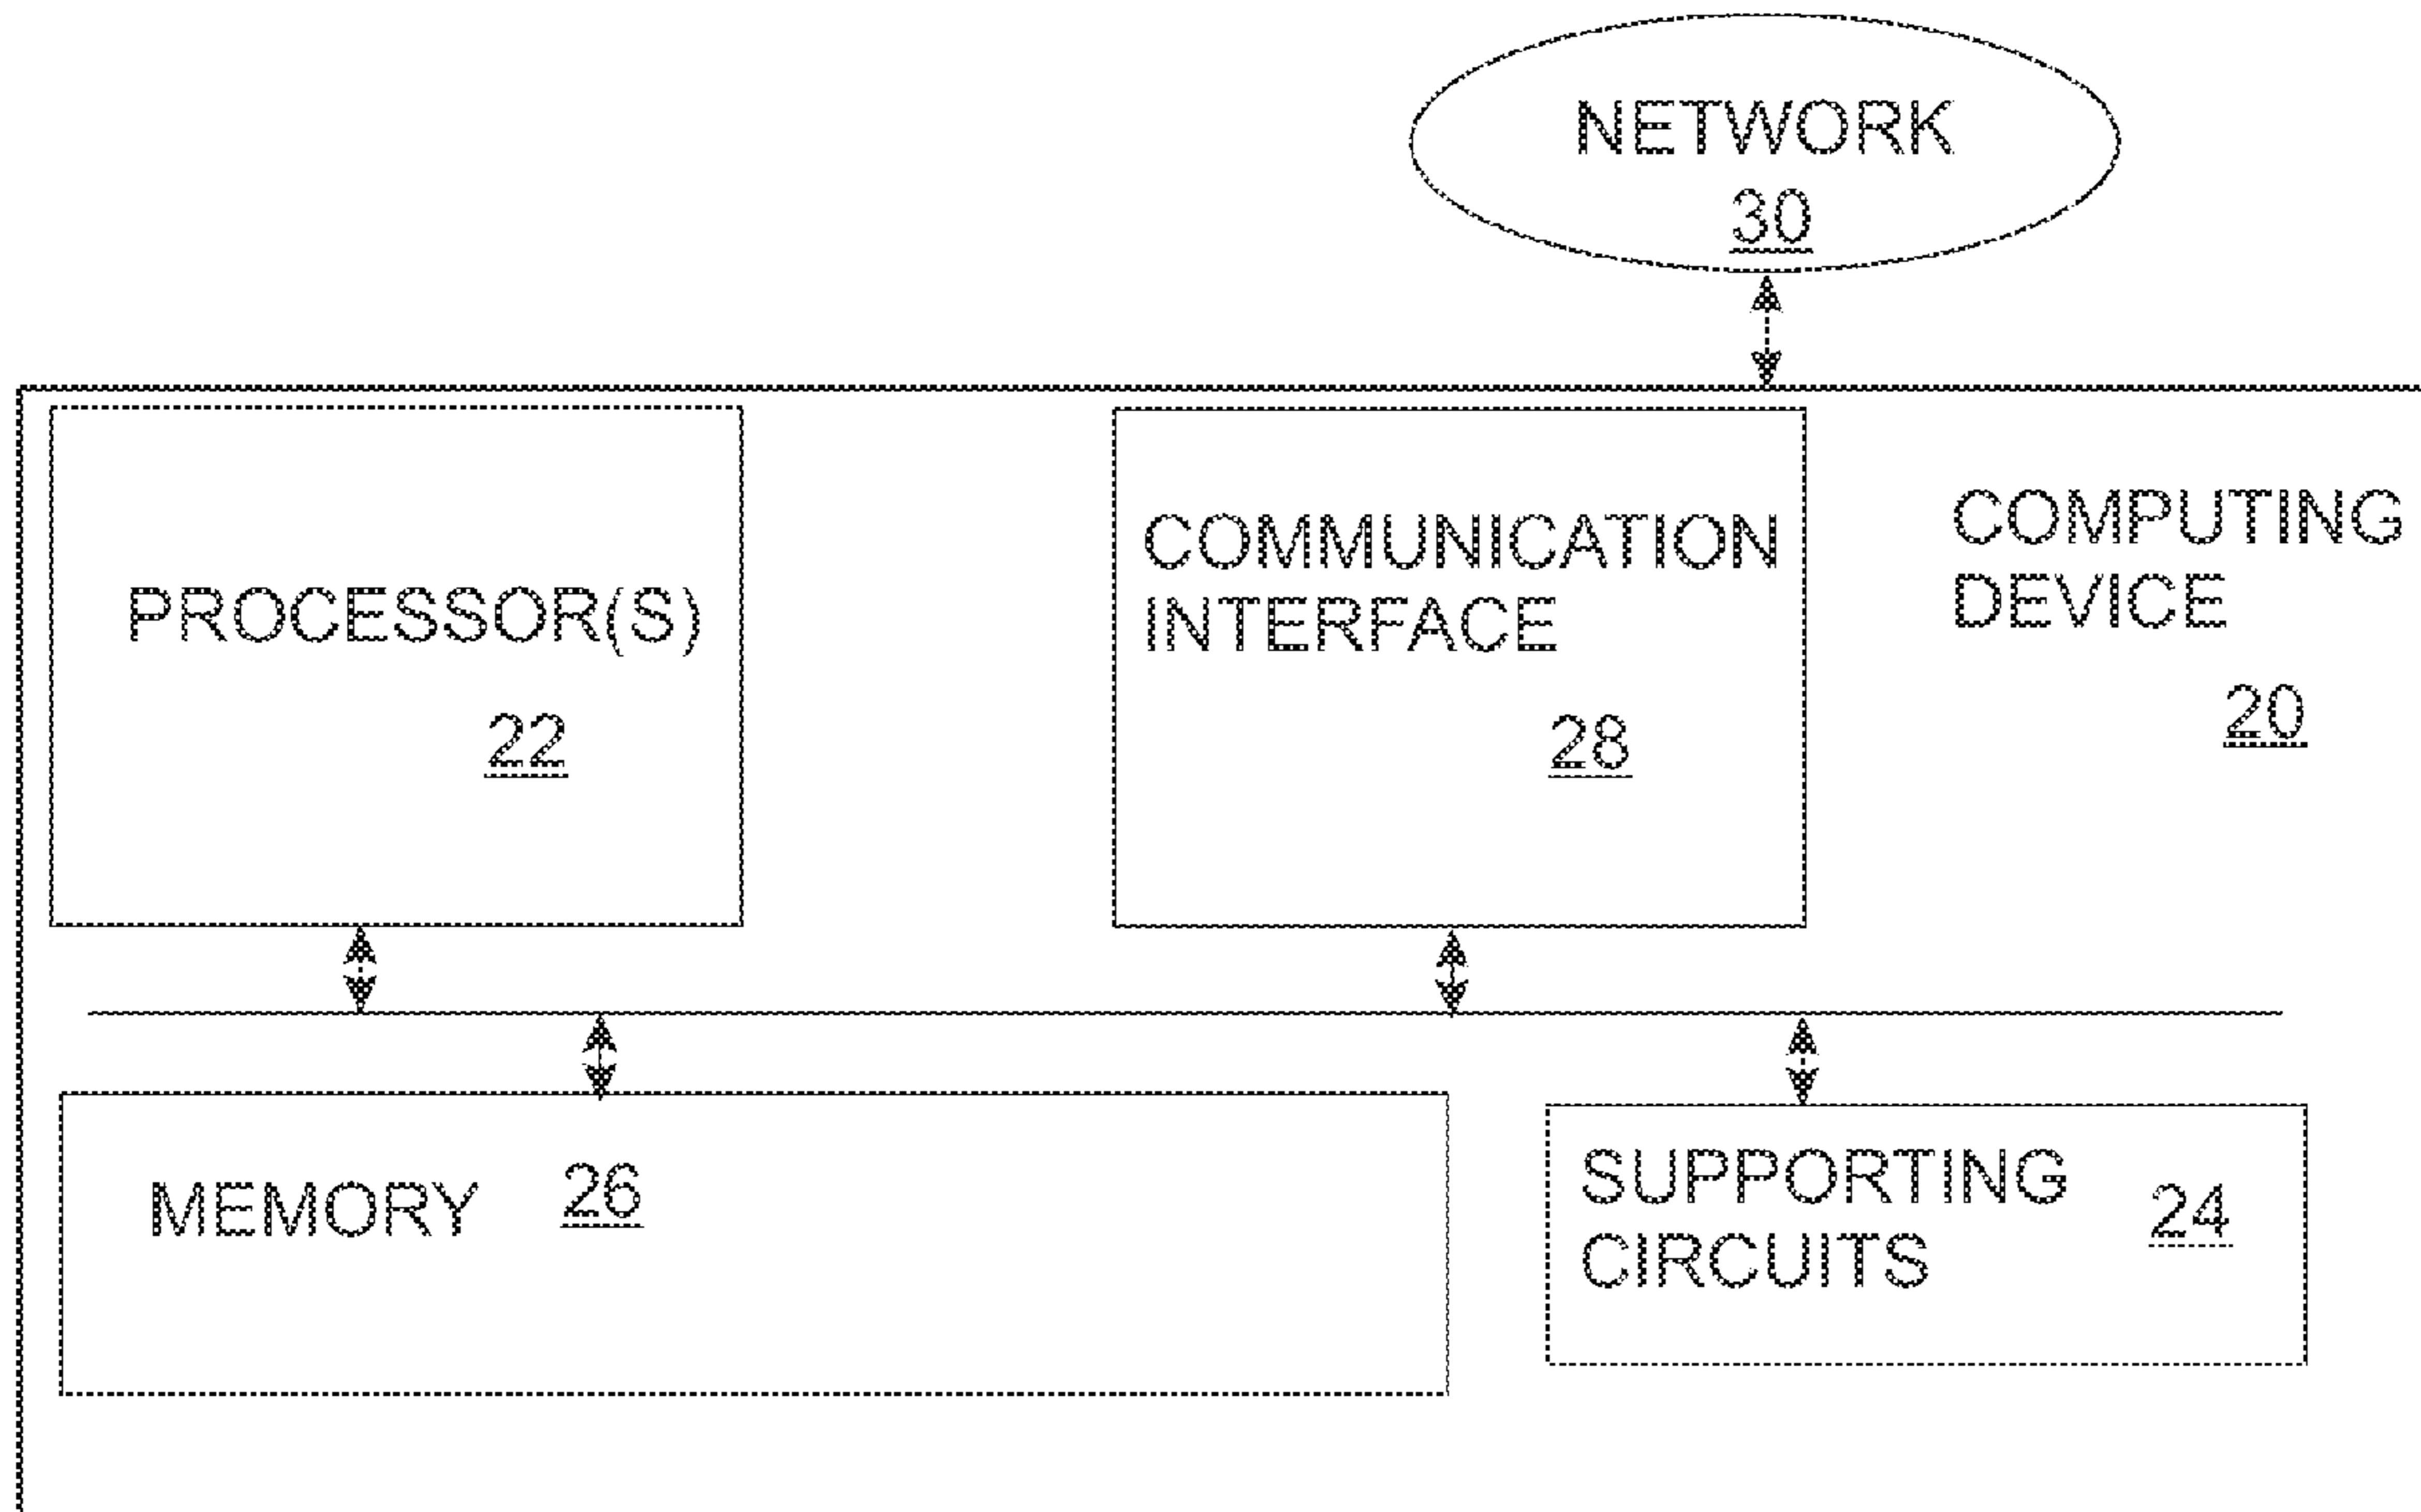 NETWORK
30
PROCESSOR(S)
22
COMMUNICATION
INTERFACE
28
COMPUTING
DEVICE
20
MEMORY 26
SUPPORTING
CIRCUITS
24